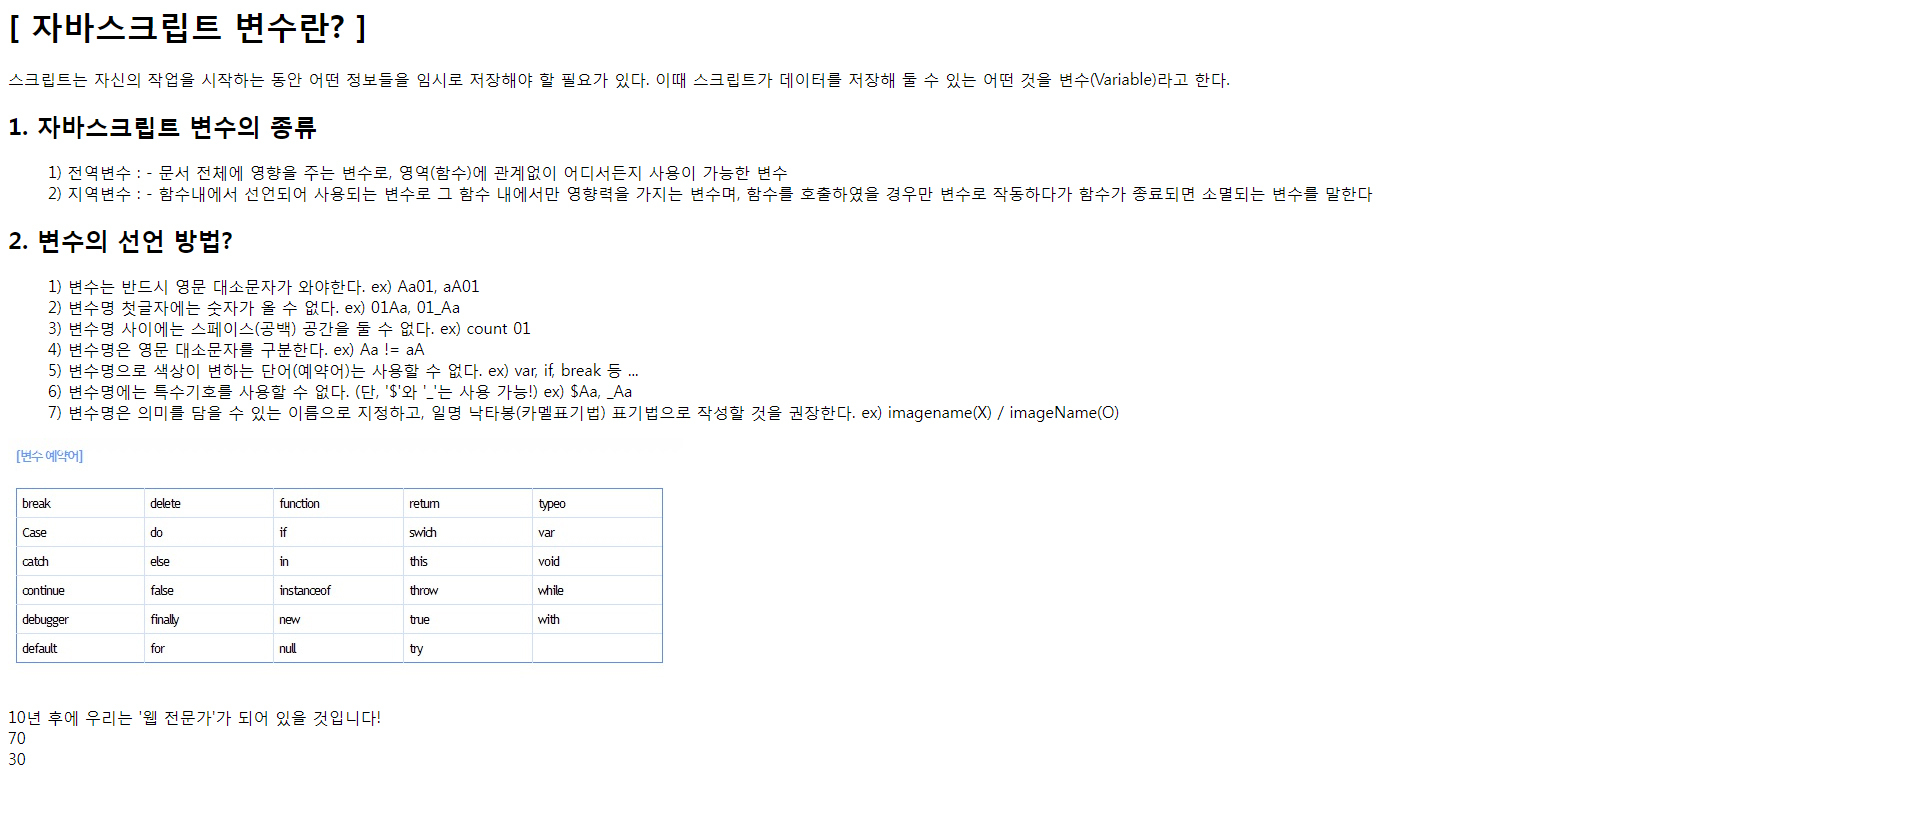 [ 자바스크립트 변수란? ]
스크립트는 자신의 작업을 시작하는 동안 어떤 정보들을 임시로 저장해야 할 필요가 있다. 이때 스크립트가 데이터를 저장해 둘 수 있는 어떤 것을 변수(Variable)라고 한다.
1. 자바스크립트 변수의 종류
1) 전역변수 : - 문서 전체에 영향을 주는 변수로, 영역(함수)에 관계없이 어디서든지 사용이 가능한 변수
2) 지역변수 : - 함수내에서 선언되어 사용되는 변수로 그 함수 내에서만 영향력을 가지는 변수며, 함수를 호출하였을 경우만 변수로 작동하다가 함수가 종료되면 소멸되는 변수를 말한다
2. 변수의 선언 방법?
1) 변수는 반드시 영문 대소문자가 와야한다. ex) Aa01, aA01
2) 변수명 첫글자에는 숫자가 올 수 없다. ex) 01Aa, 01_Aa
3) 변수명 사이에는 스페이스(공백) 공간을 둘 수 없다. ex) count 01
4) 변수명은 영문 대소문자를 구분한다. ex) Aa != aA
5) 변수명으로 색상이 변하는 단어(예약어)는 사용할 수 없다. ex) var, if, break 등 ...
6) 변수명에는 특수기호를 사용할 수 없다. (단, '$'와 '_'는 사용 가능!) ex) $Aa, _Aa
7) 변수명은 의미를 담을 수 있는 이름으로 지정하고, 일명 낙타봉(카멜표기법) 표기법으로 작성할 것을 권장한다. ex) imagename(X) / imageName(O)
[변수 예약어]
break delete function return typeo
Case do if swich var
catch else in this void
continue false instanceof throw while
debugger finally new true with
default for null try
10년 후에 우리는 '웹 전문가'가 되어 있을 것입니다!
70
30